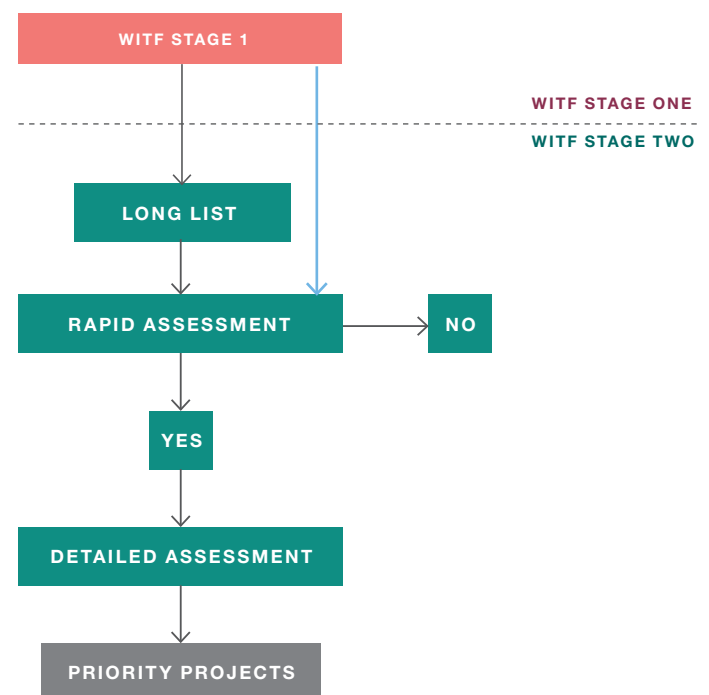 WITF STAGE 1
WITF STAGE ONE
WITF STAGE TWO
LONG LIST
RAPID ASSESSMENT
NO
YES
DETAILED ASSESSMENT
PRIORITY PROJECTS